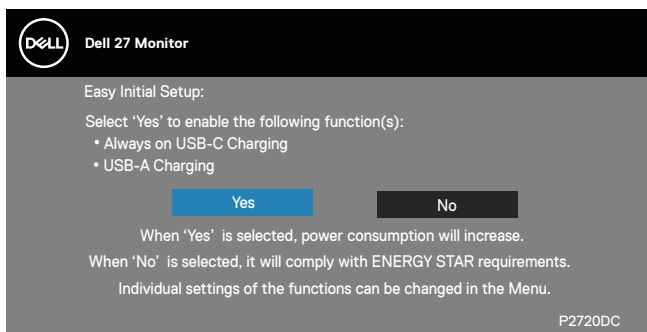 DELL
Dell 27 Monitor
Easy Initial Setup:
Select ‘Yes’ to enable the following function(s):
• Always on USB-C Charging
• USB-A Charging
Yes No
When ‘Yes’ is selected, power consumption will increase.
When ‘No’ is selected, it will comply with ENERGY STAR requirements.
Individual settings of the functions can be changed in the Menu.
P2720DC